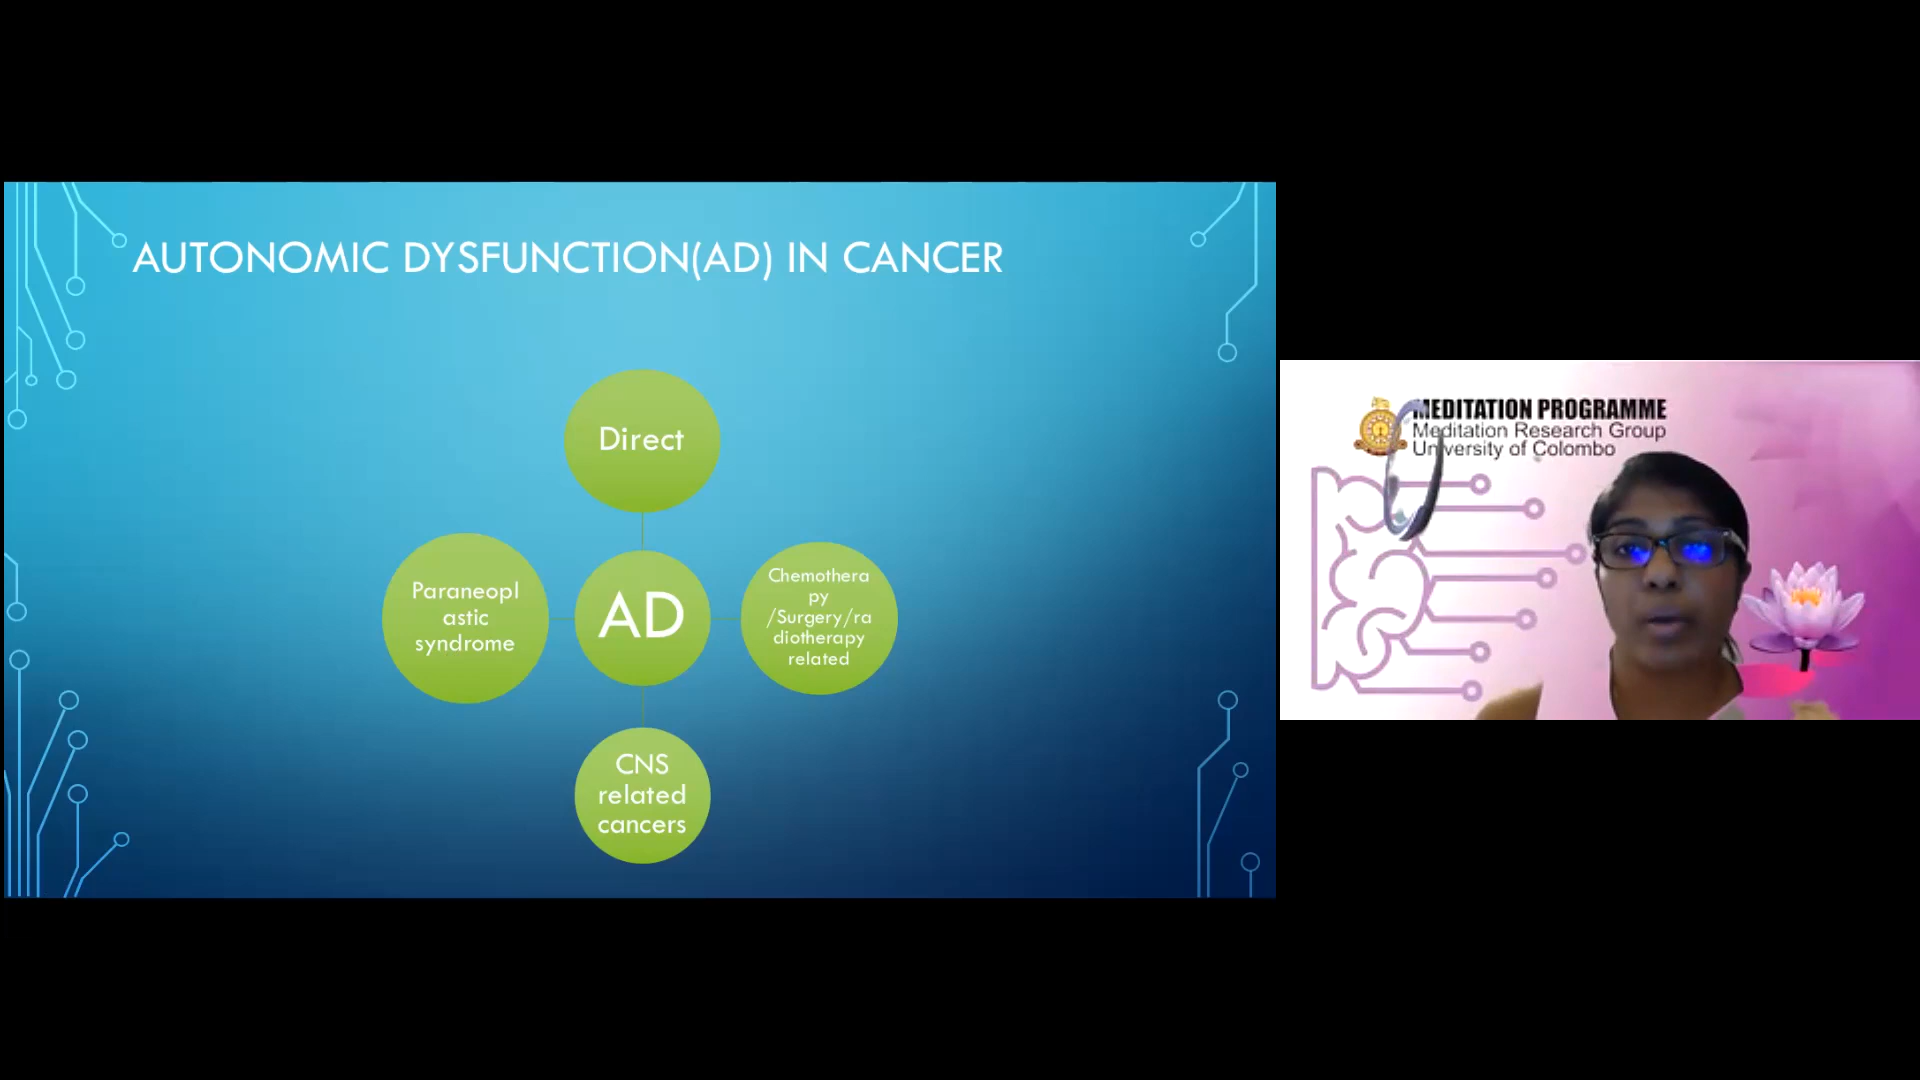 AUTONOMIC DYSFUNCTION(AD) IN CANCER
Direct
Paraneopl
astic
syndrome
AD
Chemothera
py
/Surgery/ra
diotherapy
related
CNS
related
cancers
MEDITATION PROGRAMME
Meditation Research Group
University of Colombo